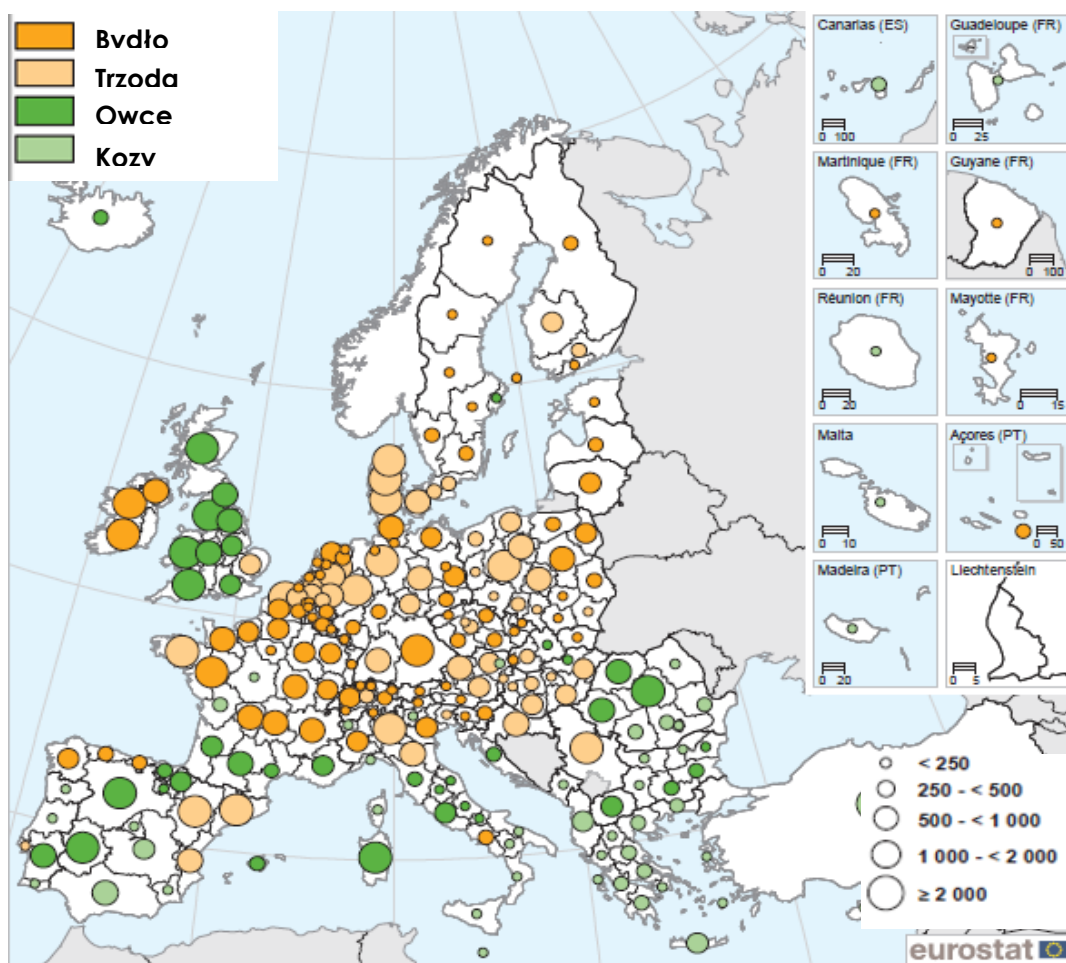 Bydło
Trzoda
Owce
Kozy
Canarias (ES)
0 100
Guadeloupe (FR)
0 25
Martinique (FR)
0 20
Guyane (FR)
0 100
Réunion (FR)
0 20
Mayotte (FR)
0 15
Malta
0 10
Açores (PT)
0 50
Madeira (PT)
0 20
Liechtenstein
0 5
< 250
250 - < 500
500 - < 1 000
1 000 - < 2 000
≥ 2 000
eurostat